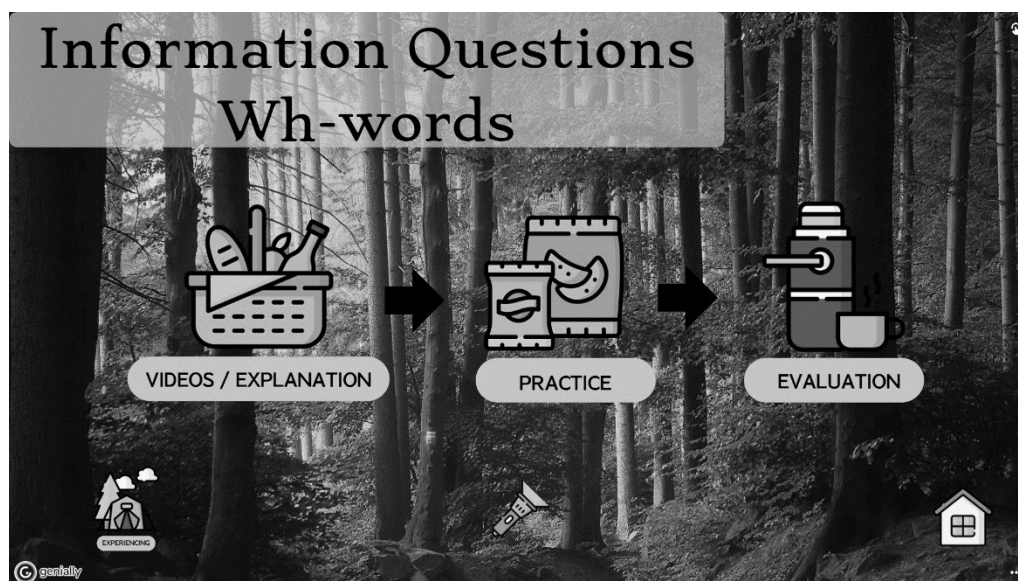 Information Questions
Wh-words
VIDEOS / EXPLANATION
PRACTICE
EVALUATION
EXPERIENCING
genially